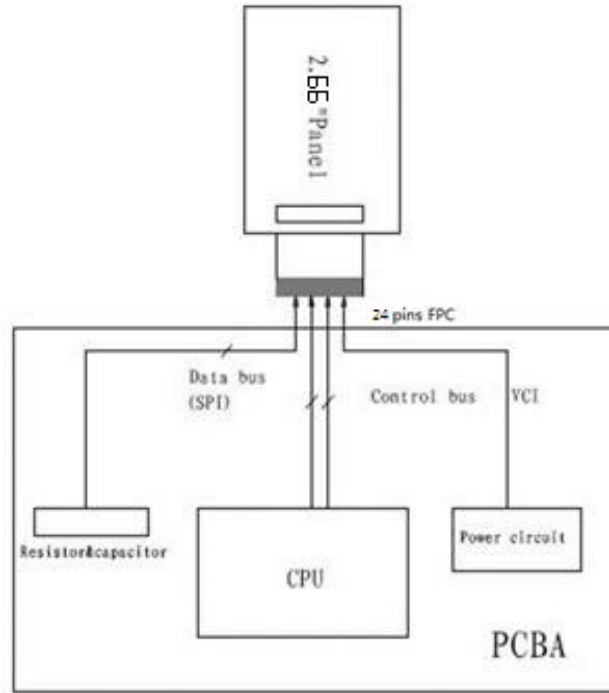 2.66"Panel
24 pins FPC
Data bus
(SPI)
Control bus
VCI
Resistor&capacitor
CPU
Power circuit
PCBA